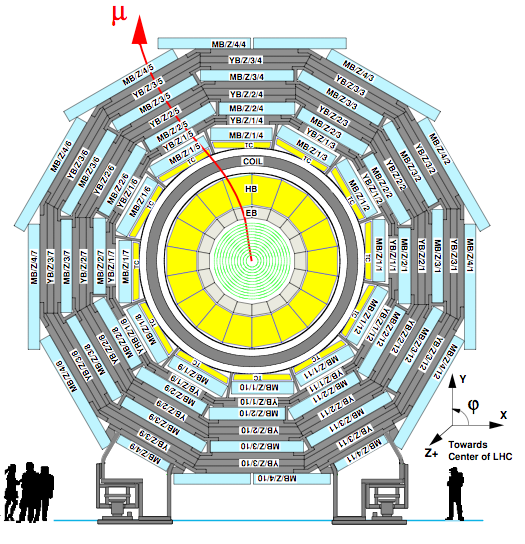 μ
MB/Z/4/4
YB/Z/3/4
MB/Z/3/4
YB/Z/2/4
MB/Z/2/4
YB/Z/1/4
MB/Z/1/4
TC
MB/Z/4/5
YB/Z/3/5
MB/Z/3/5
YB/Z/2/5
MB/Z/2/5
YB/Z/1/5
MB/Z/1/5
TC
MB/Z/4/3
YB/Z/3/3
MB/Z/3/3
YB/Z/2/3
MB/Z/2/3
YB/Z/1/3
MB/Z/1/3
TC
MB/Z/4/6
YB/Z/3/6
MB/Z/3/6
YB/Z/2/6
MB/Z/2/6
YB/Z/1/6
MB/Z/1/6
TC
MB/Z/4/2
YB/Z/3/2
MB/Z/3/2
YB/Z/2/2
MB/Z/2/2
YB/Z/1/2
MB/Z/1/2
TC
COIL
HB
EB
MB/Z/4/7
YB/Z/3/7
MB/Z/3/7
YB/Z/2/7
MB/Z/2/7
YB/Z/1/7
MB/Z/1/7
TC
TC
MB/Z/1/1
YB/Z/1/1
MB/Z/2/1
YB/Z/2/1
MB/Z/3/1
YB/Z/3/1
MB/Z/4/1
MB/Z/4/8
YB/Z/3/8
MB/Z/3/8
YB/Z/2/8
MB/Z/2/8
MB/Z/1/8
TC
TC
MB/Z/1/12
YB/Z/1/12
MB/Z/2/12
YB/Z/2/12
MB/Z/3/12
YB/Z/3/12
MB/Z/4/12
TC
MB/Z/1/9
YB/Z/1/9
MB/Z/2/9
YB/Z/2/9
MB/Z/3/9
YB/Z/3/9
MB/Z/4/9
TC
MB/Z/1/11
YB/Z/1/11
MB/Z/2/11
YB/Z/2/11
MB/Z/3/11
YB/Z/3/11
MB/Z/4/11
TC
MB/Z/1/10
YB/Z/1/10
MB/Z/2/10
YB/Z/2/10
MB/Z/3/10
YB/Z/3/10
MB/Z/4/10
Y
φ
X
Z+
Towards
Center of LHC